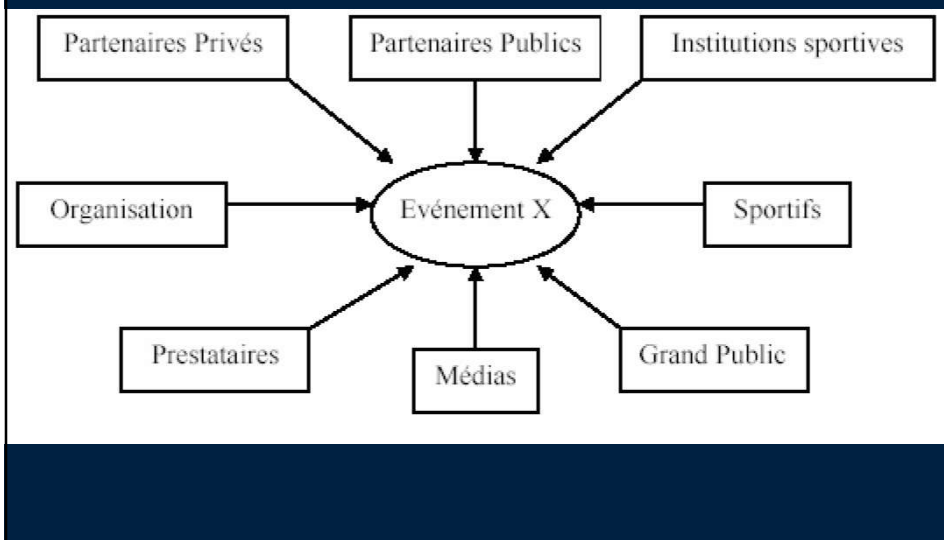 Partenaires Privés
Partenaires Publics
Institutions sportives
Organisation
Evénement X
Sportifs
Prestataires
Médias
Grand Public